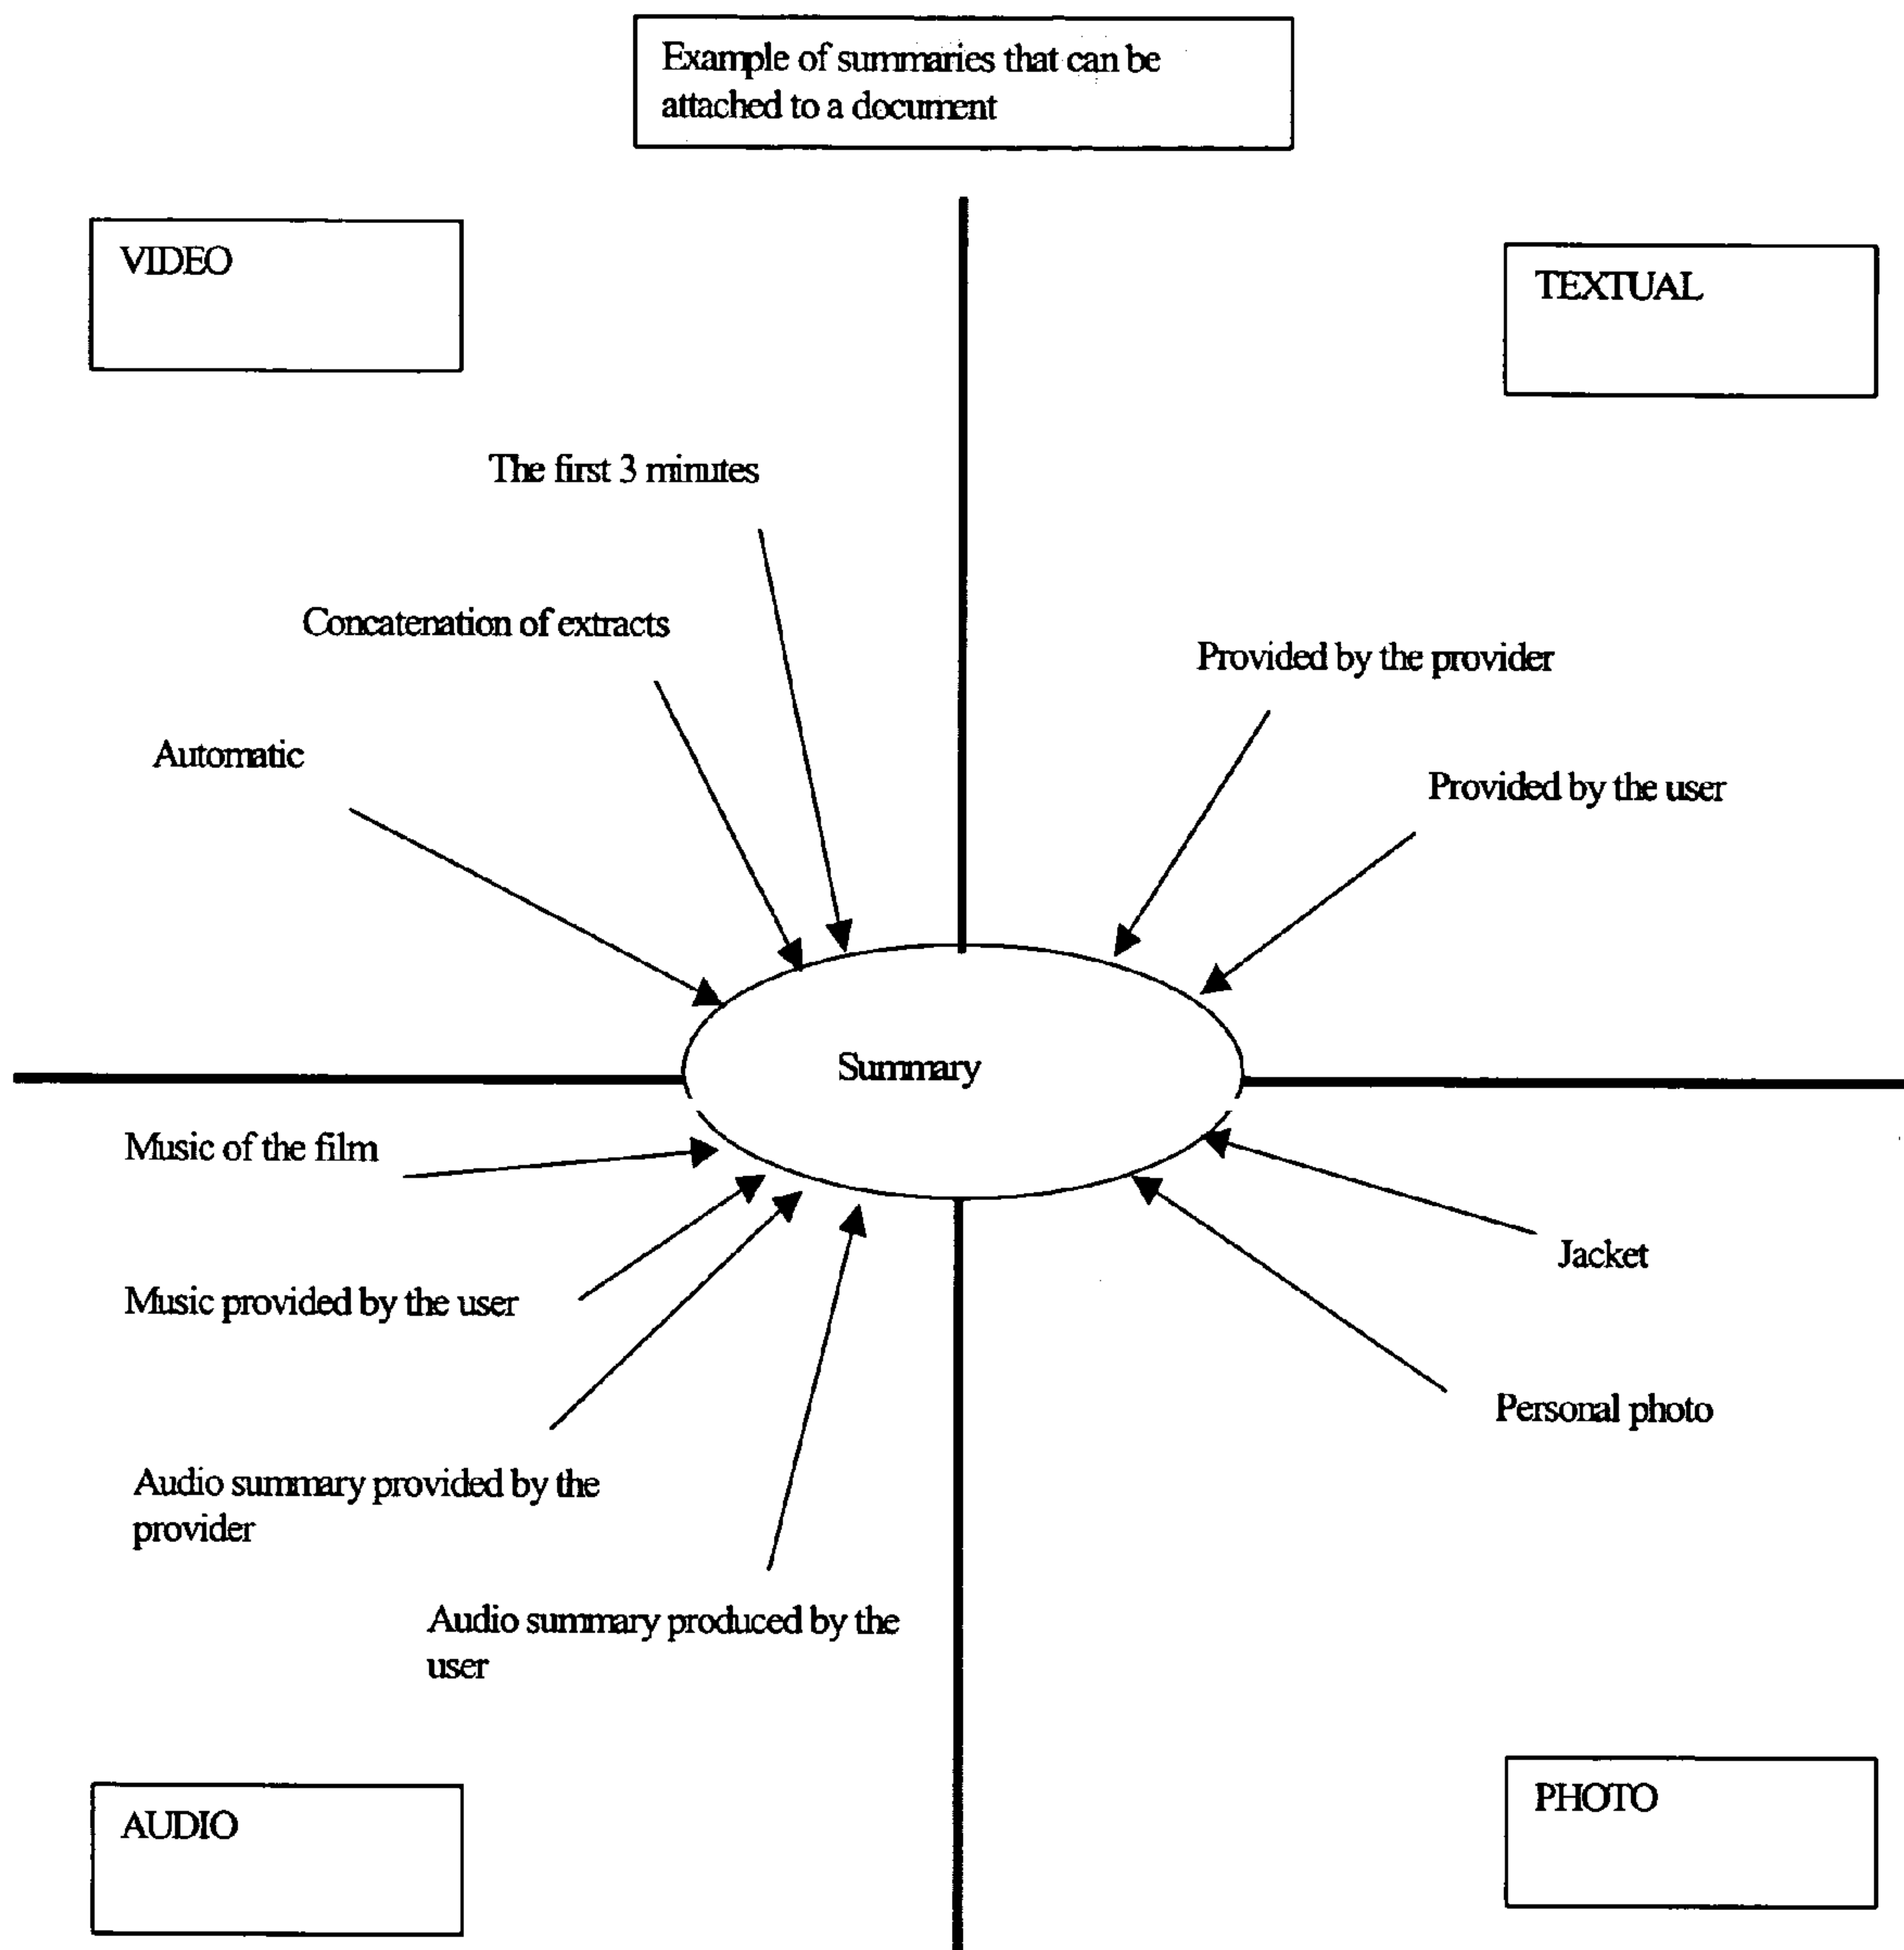 Example of summaries that can be
attached to a document
VIDEO
TEXTUAL
The first 3 minutes
Concatenation of extracts
Provided by the provider
Automatic
Provided by the user
Summary
Music of the film
Jacket
Music provided by the user
Personal photo
Audio summary provided by the
provider
Audio summary produced by the
user
PHOTO
AUDIO